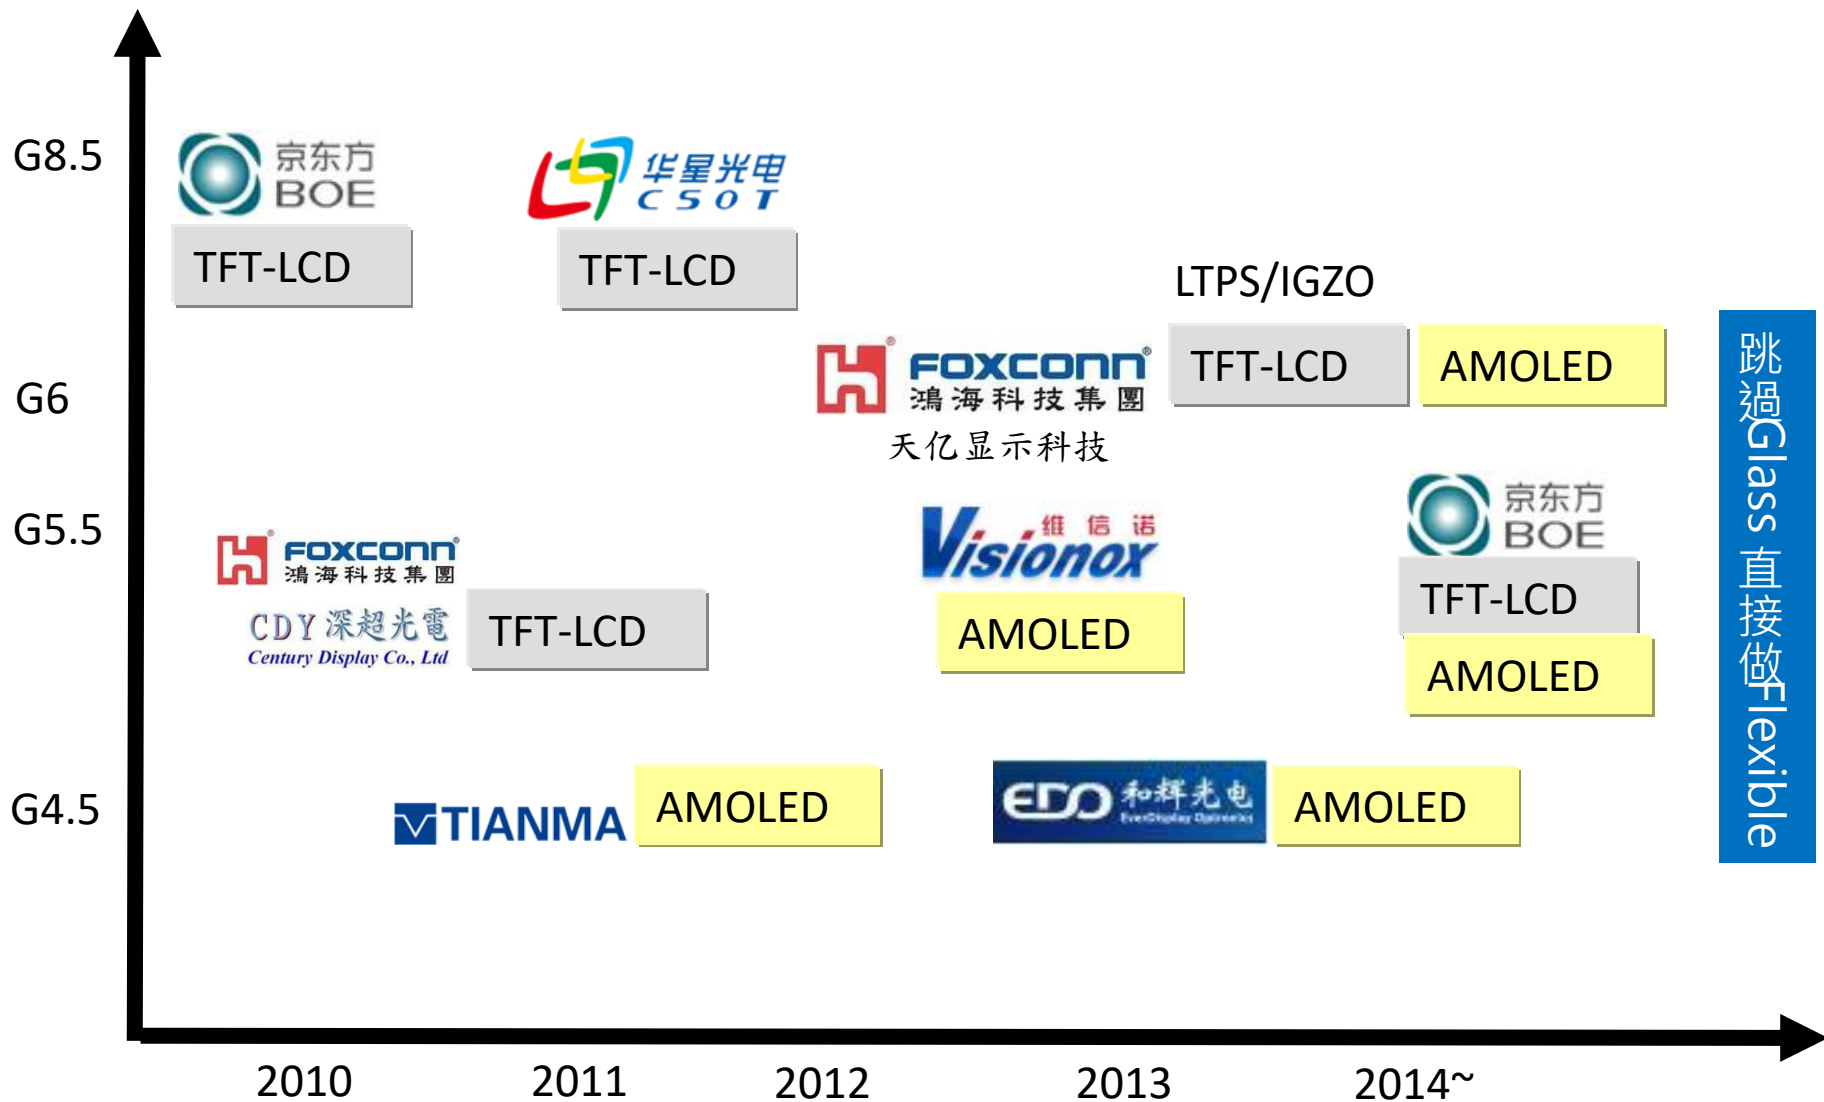 G8.5
京东方
BOE
TFT-LCD
华星光电
CSOT
TFT-LCD
LTPS/IGZO
G6
FOXCONN®
鴻海科技集團
天亿显示科技
TFT-LCD
AMOLED
跳過Glass 直接做Flexible
G5.5
FOXCONN®
鴻海科技集團
CDY深超光電
Century Display Co., Ltd
TFT-LCD
维信诺
Visionox
AMOLED
京东方
BOE
TFT-LCD
AMOLED
G4.5
TIANMA
AMOLED
EDO 和辉光电
EverDisplay Optronics
AMOLED
2010
2011
2012
2013
2014~